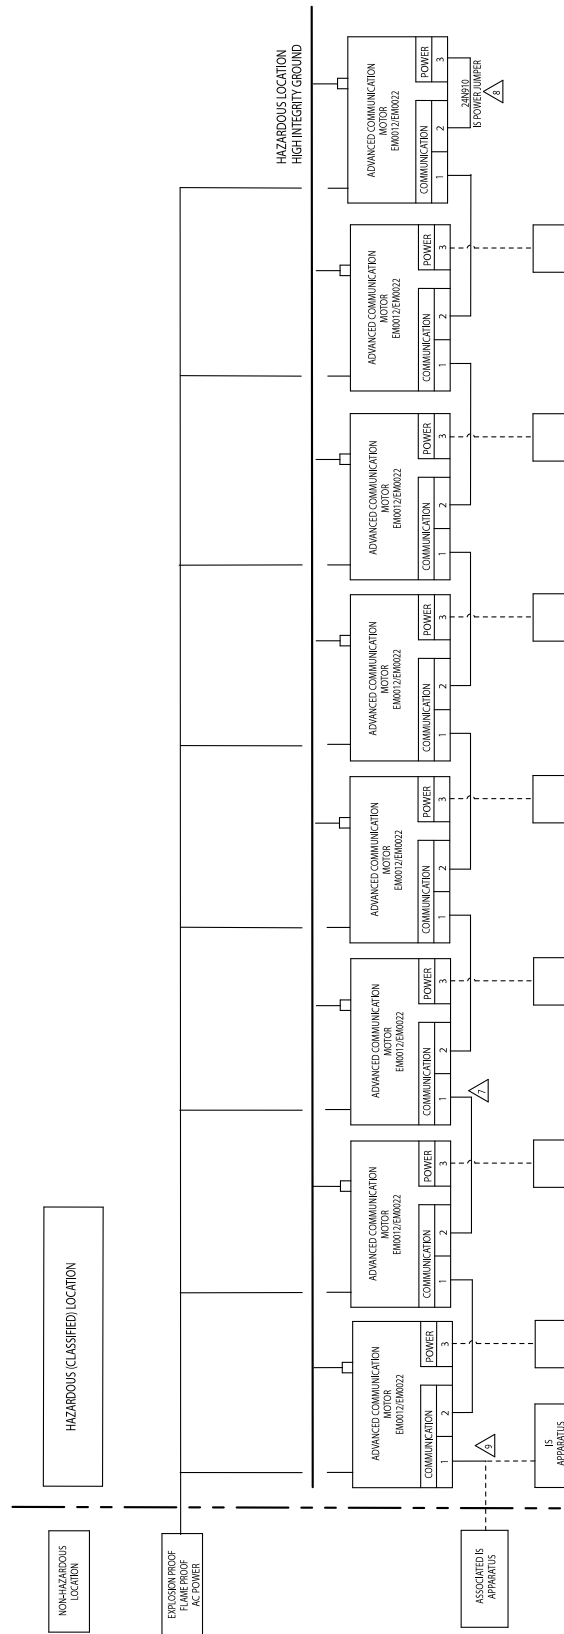 NON-HAZARDOUS
LOCATION
HAZARDOUS (CLASSIFIED) LOCATION
EXPLOSION PROOF
FLAME PROOF
AC POWER
HAZARDOUS LOCATION
HIGH INTEGRITY GROUND
ADVANCED COMMUNICATION
MOTOR
EM0012/EM0022
COMMUNICATION
POWER
1 2 3
ADVANCED COMMUNICATION
MOTOR
EM0012/EM0022
COMMUNICATION
POWER
1 2 3
ADVANCED COMMUNICATION
MOTOR
EM0012/EM0022
COMMUNICATION
POWER
1 2 3
ADVANCED COMMUNICATION
MOTOR
EM0012/EM0022
COMMUNICATION
POWER
1 2 3
ADVANCED COMMUNICATION
MOTOR
EM0012/EM0022
COMMUNICATION
POWER
1 2 3
ADVANCED COMMUNICATION
MOTOR
EM0012/EM0022
COMMUNICATION
POWER
1 2 3
ADVANCED COMMUNICATION
MOTOR
EM0012/EM0022
COMMUNICATION
POWER
1 2 3
ADVANCED COMMUNICATION
MOTOR
EM0012/EM0022
COMMUNICATION
POWER
1 2 3
24N910
IS POWER JUMPER
8
7
9
ASSOCIATED IS
APPARATUS
IS
APPARATUS